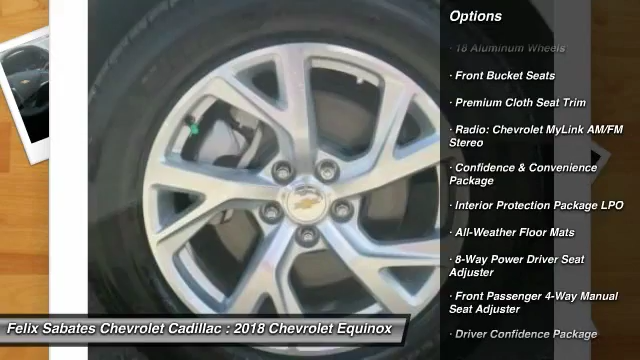 Options
· 18 Aluminum Wheels
· Front Bucket Seats
· Premium Cloth Seat Trim
· Radio: Chevrolet MyLink AM/FM
Stereo
· Confidence & Convenience
Package
· Interior Protection Package LPO
· All-Weather Floor Mats
· 8-Way Power Driver Seat
Adjuster
· Front Passenger 4-Way Manual
Seat Adjuster
· Driver Confidence Package
Felix Sabates Chevrolet Cadillac : 2018 Chevrolet Equinox